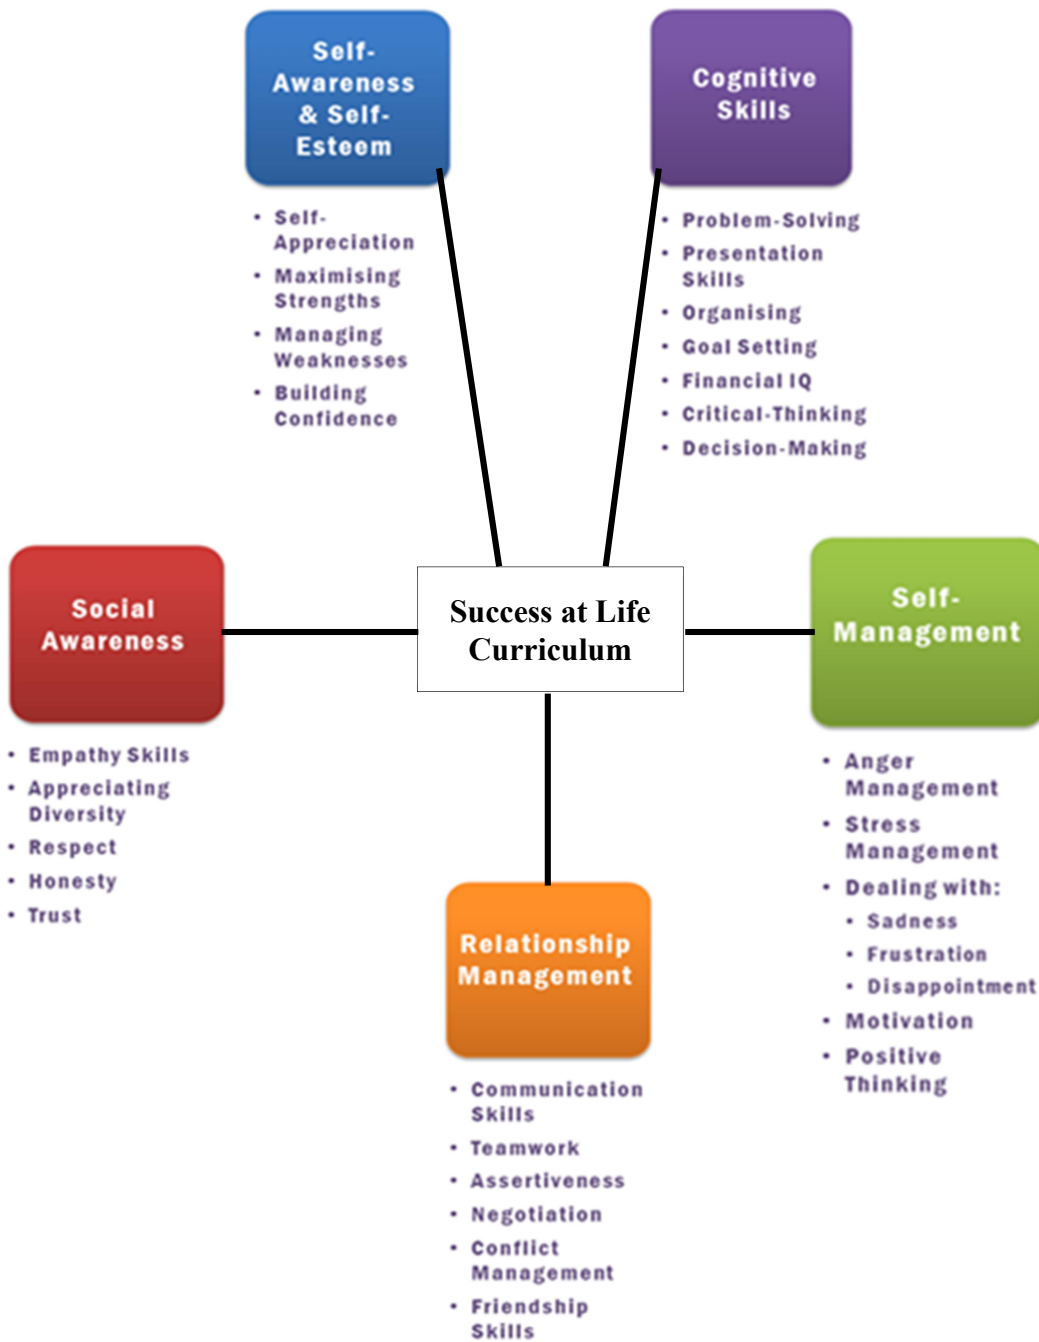 Self-
Awareness
& Self-
Esteem
• Self-
Appreciation
• Maximising
Strengths
• Managing
Weaknesses
• Building
Confidence
Cognitive
Skills
• Problem-Solving
• Presentation
Skills
• Organising
• Goal Setting
• Financial IQ
• Critical-Thinking
• Decision-Making
Social
Awareness
• Empathy Skills
• Appreciating
Diversity
• Respect
• Honesty
• Trust
Success at Life
Curriculum
Self-
Management
• Anger
Management
• Stress
Management
• Dealing with:
• Sadness
• Frustration
• Disappointment
• Motivation
• Positive
Thinking
Relationship
Management
• Communication
Skills
• Teamwork
• Assertiveness
• Negotiation
• Conflict
Management
• Friendship
Skills